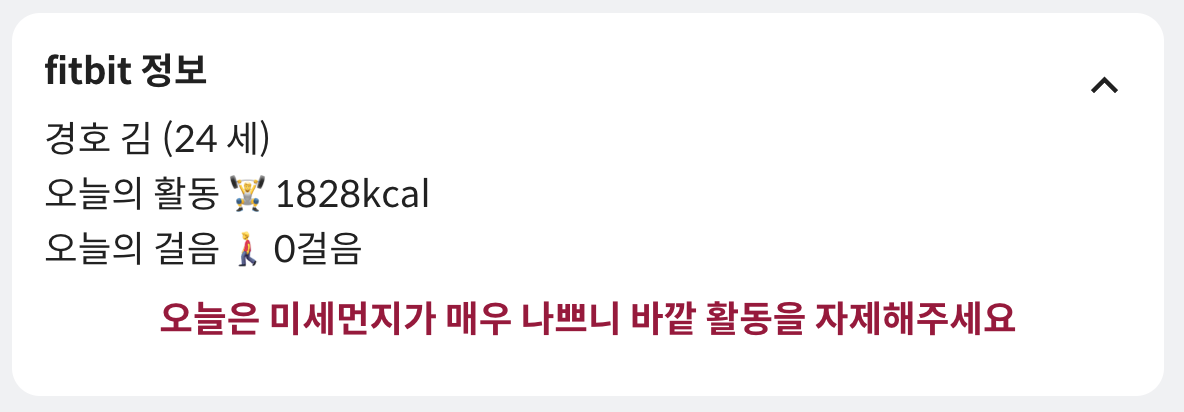 fitbit 정보
경호 김 (24 세)
오늘의 활동 🏋️ 1828kcal
오늘의 걸음 🚶 0걸음
오늘은 미세먼지가 매우 나쁘니 바깥 활동을 자제해주세요